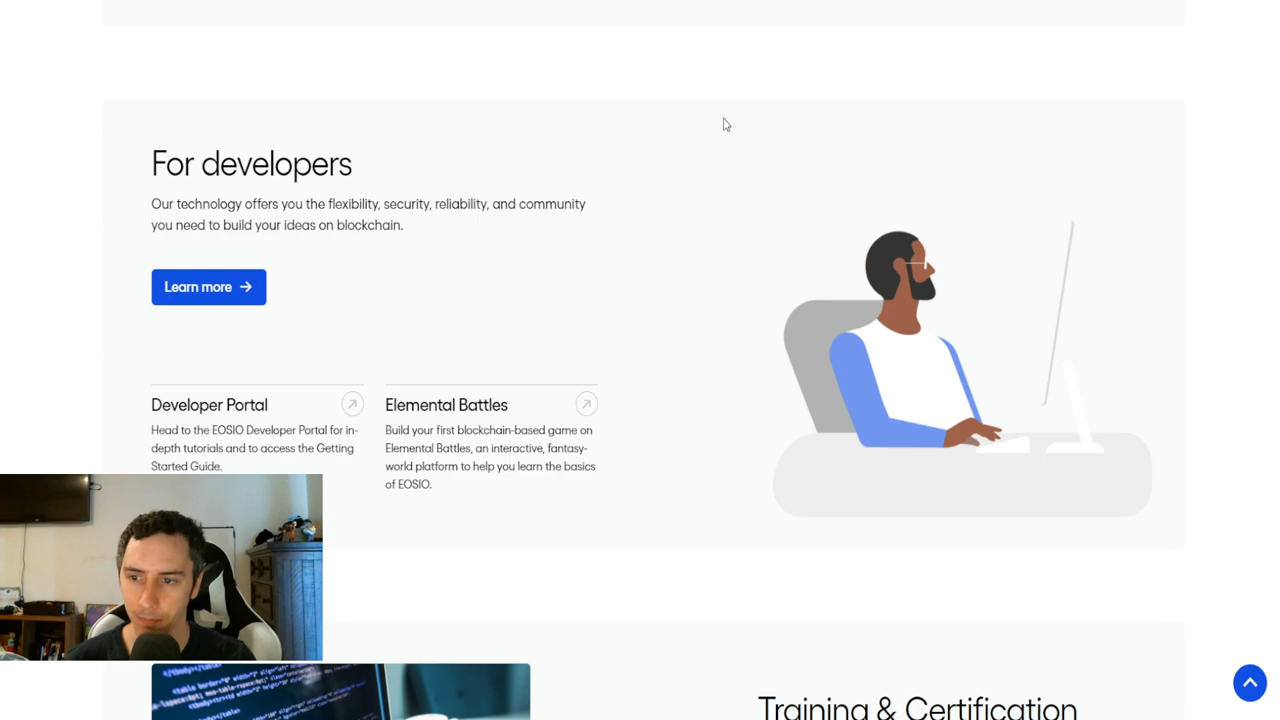 For developers
Our technology offers you the flexibility, security, reliability, and community
you need to build your ideas on blockchain.
Learn more
Developer Portal
Head to the EOSIO Developer Portal for in-
depth tutorials and to access the Getting
Started Guide.
Elemental Battles
Build your first blockchain-based game on
Elemental Battles, an interactive, fantasy-
world platform to help you learn the basics
of EOSIO.
Training & Certification